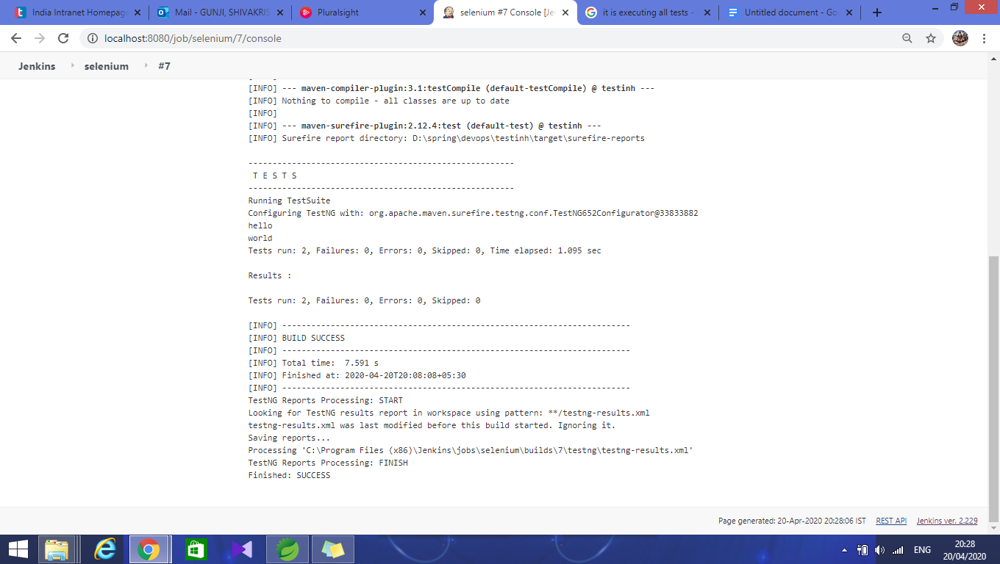 India Intranet Homepage
Mail - GUNJI, SHIVAKRIS
Pluralsight
selenium #7 Console [Je
it is executing all tests -
Untitled document - Go
localhost:8080/job/selenium/7/console
Jenkins selenium #7
[INFO] --- maven-compiler-plugin:3.1:testCompile (default-testCompile) @ testinh ---
[INFO] Nothing to compile - all classes are up to date
[INFO]
[INFO] --- maven-surefire-plugin:2.12.4:test (default-test) @ testinh ---
[INFO] Surefire report directory: D:\spring\devops\testinh\target\surefire-reports
-------------------------------------------------------
T E S T S
-------------------------------------------------------
Running TestSuite
Configuring TestNG with: org.apache.maven.surefire.testng.conf.TestNG652Configurator@33833882
hello
world
Tests run: 2, Failures: 0, Errors: 0, Skipped: 0, Time elapsed: 1.095 sec
Results :
Tests run: 2, Failures: 0, Errors: 0, Skipped: 0
[INFO] ------------------------------------------------------------------------
[INFO] BUILD SUCCESS
[INFO] ------------------------------------------------------------------------
[INFO] Total time:  7.591 s
[INFO] Finished at: 2020-04-20T20:08:08+05:30
[INFO] ------------------------------------------------------------------------
TestNG Reports Processing: START
Looking for TestNG results report in workspace using pattern: **/testng-results.xml
testng-results.xml was last modified before this build started. Ignoring it.
Saving reports...
Processing 'C:\Program Files (x86)\Jenkins\jobs\selenium\builds\7\testng\testng-results.xml'
TestNG Reports Processing: FINISH
Finished: SUCCESS
Page generated: 20-Apr-2020 20:28:06 IST REST API Jenkins ver. 2.229
ENG
20:28
20/04/2020